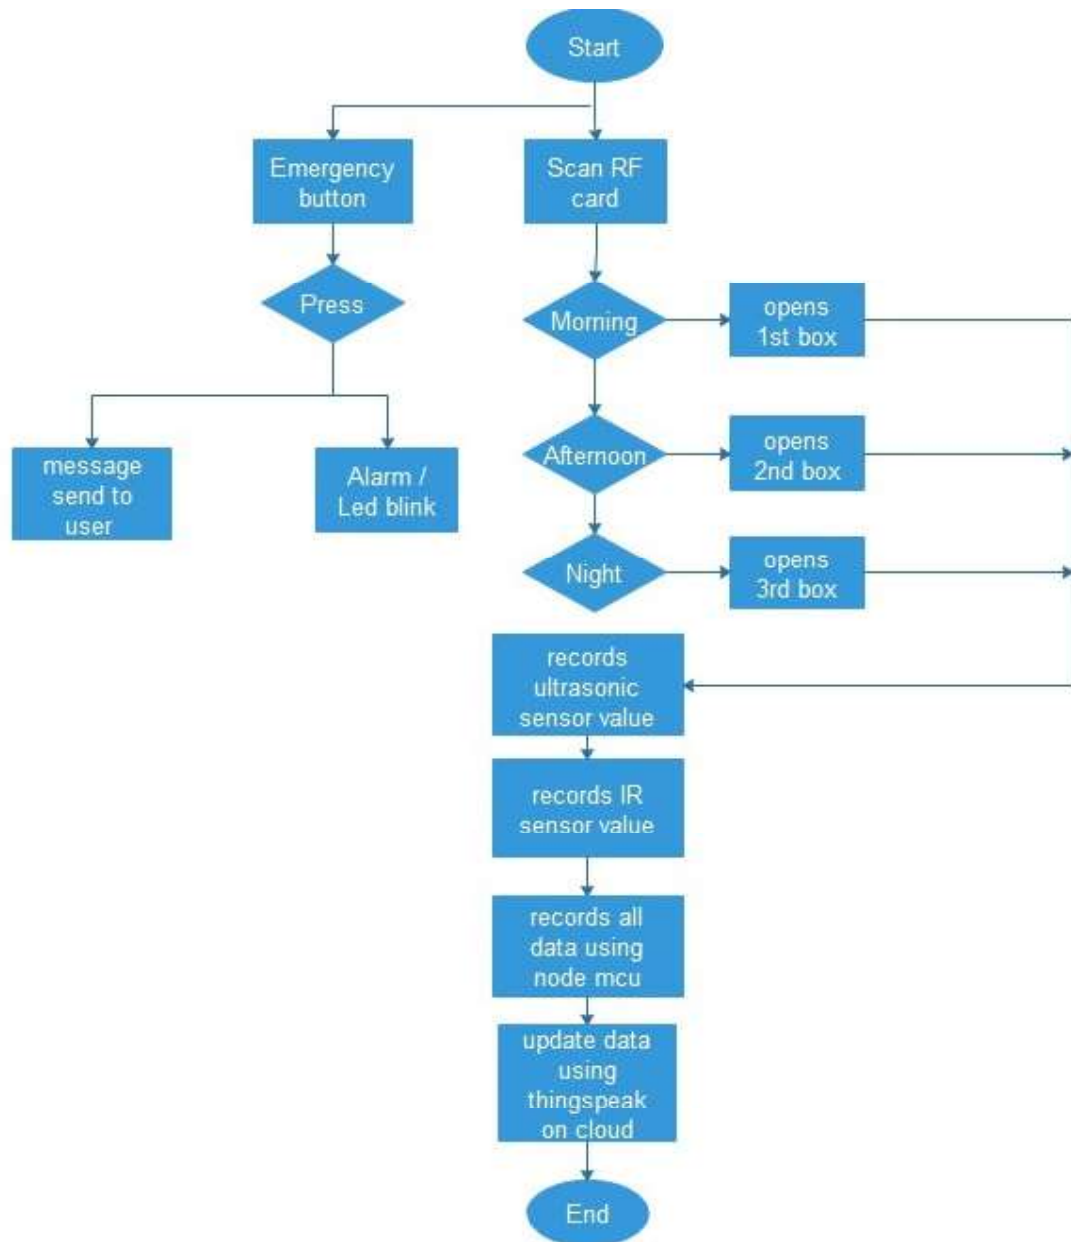 Start
Emergency
button
Scan RF
card
Press
Morning
opens
1st box
message
send to
user
Alarm /
Led blink
Afternoon
opens
2nd box
Night
opens
3rd box
records
ultrasonic
sensor value
records IR
sensor value
records all
data using
node mcu
update data
using
thingspeak
on cloud
End